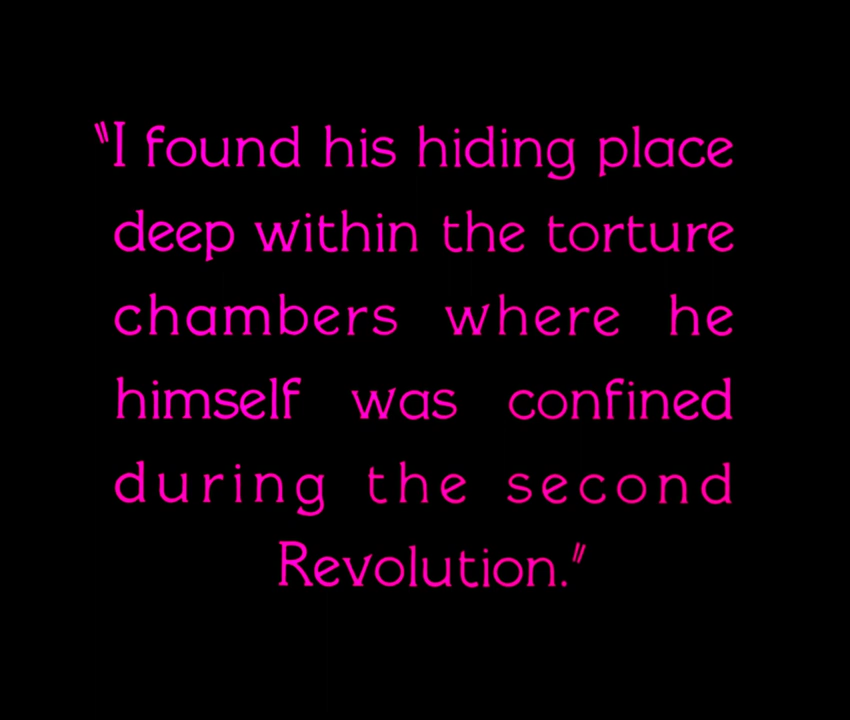 "I found his hiding place
deep within the torture
chambers where he
himself was confined
during the second
Revolution."